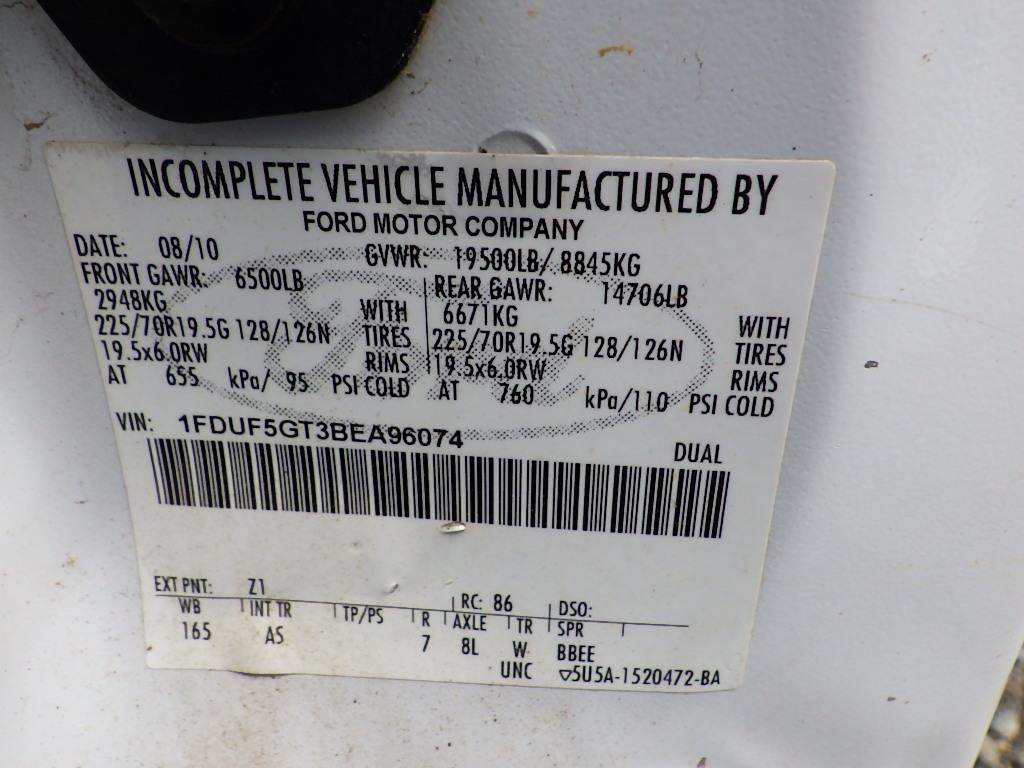 INCOMPLETE VEHICLE MANUFACTURED BY
FORD MOTOR COMPANY
DATE: 08/10 GVWR: 19500LB/ 8845KG
FRONT GAWR: 6500LB REAR GAWR: 14706LB
2948KG WITH 6671KG WITH
225/70R19.5G 128/126N TIRES 225/70R19.5G 128/126N TIRES
19.5x6.0RW RIMS 19.5x6.0RW RIMS
AT 655 kPa/ 95 PSI COLD AT 760 kPa/110 PSI COLD
VIN: 1FDUF5GT3BEA96074 DUAL
EXT PNT: Z1 RC: 86 DSO:
WB INT TR TP/PS R AXLE TR SPR
165 AS 7 8L W BBEE
UNC ▽5U5A-1520472-BA